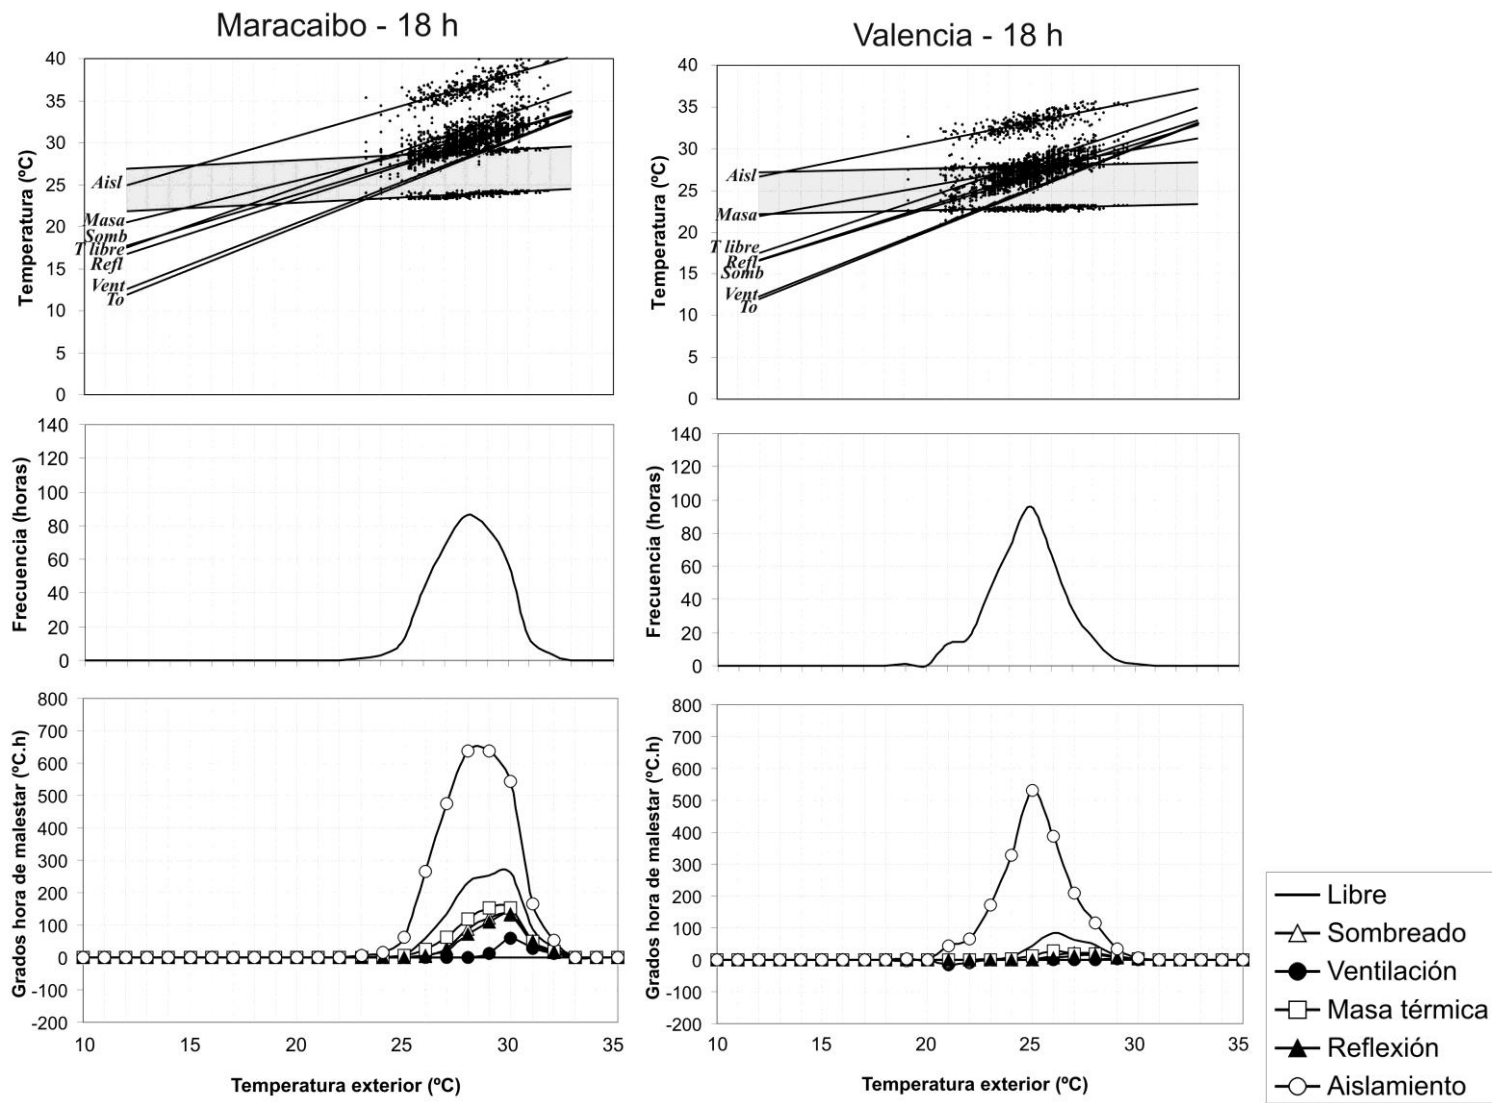 Maracaibo - 18 h
Temperatura (ºC)
40
35
30
25
20
15
10
5
0
Aisl
Masa
Somb
T libre
Refl
Vent
To
Valencia - 18 h
Temperatura (ºC)
40
35
30
25
20
15
10
5
0
Aisl
Masa
T libre
Refl
Somb
Vent
To
Frecuencia (horas)
140
120
100
80
60
40
20
0
Frecuencia (horas)
140
120
100
80
60
40
20
0
Grados hora de malestar (ºC.h)
800
700
600
500
400
300
200
100
0
-100
-200
10 15 20 25 30 35
Temperatura exterior (ºC)
Grados hora de malestar (ºC.h)
800
700
600
500
400
300
200
100
0
-100
-200
10 15 20 25 30 35
Temperatura exterior (ºC)
Libre
Sombreado
Ventilación
Masa térmica
Reflexión
Aislamiento